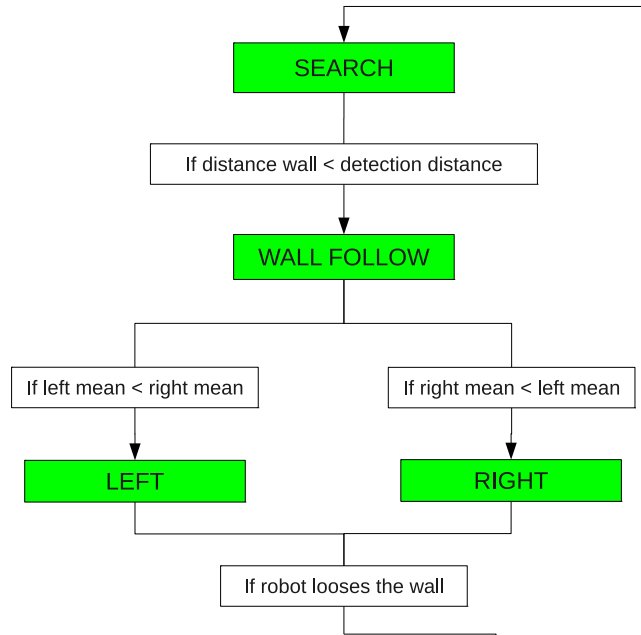 SEARCH
If distance wall < detection distance
WALL FOLLOW
If left mean < right mean
If right mean < left mean
LEFT
RIGHT
If robot looses the wall